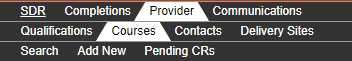 SDR Completions Provider Communications
Qualifications Courses Contacts Delivery Sites
Search Add New Pending CRs